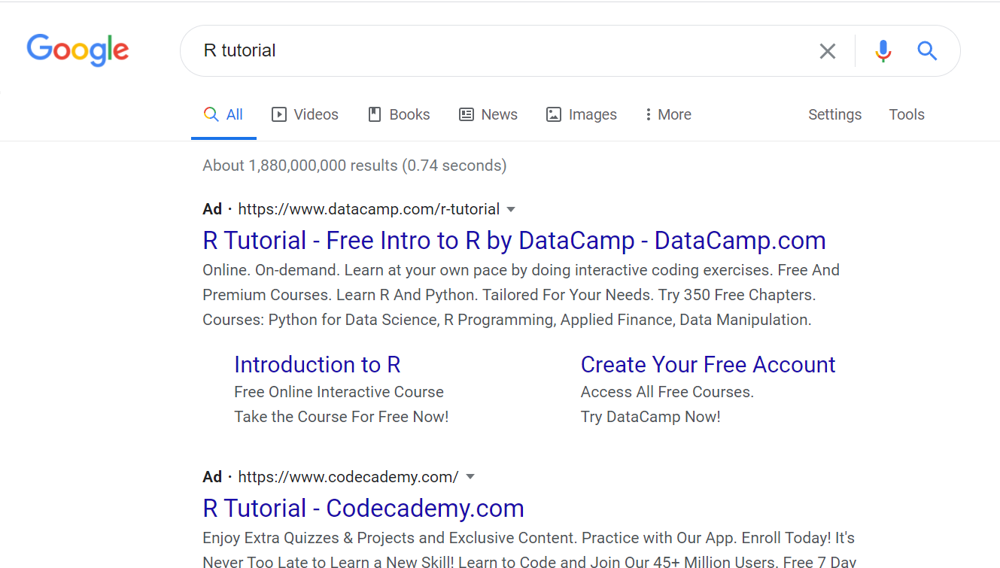 Google
R tutorial
All Videos Books News Images More Settings Tools
About 1,880,000,000 results (0.74 seconds)
Ad · https://www.datacamp.com/r-tutorial
R Tutorial - Free Intro to R by DataCamp - DataCamp.com
Online. On-demand. Learn at your own pace by doing interactive coding exercises. Free And
Premium Courses. Learn R And Python. Tailored For Your Needs. Try 350 Free Chapters.
Courses: Python for Data Science, R Programming, Applied Finance, Data Manipulation.
Introduction to R
Free Online Interactive Course
Take the Course For Free Now!
Create Your Free Account
Access All Free Courses.
Try DataCamp Now!
Ad · https://www.codecademy.com/
R Tutorial - Codecademy.com
Enjoy Extra Quizzes & Projects and Exclusive Content. Practice with Our App. Enroll Today! It's
Never Too Late to Learn a New Skill! Learn to Code and Join Our 45+ Million Users. Free 7 Day